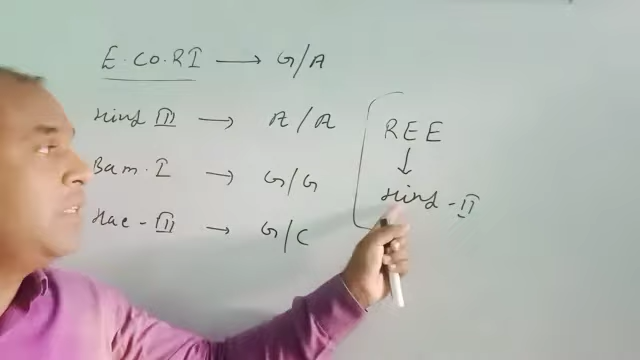 E.CO.RI → G/A
Hind III → A/A
Bam.I → G/G
Hae-III → G/C
REE
↓
Hind-II